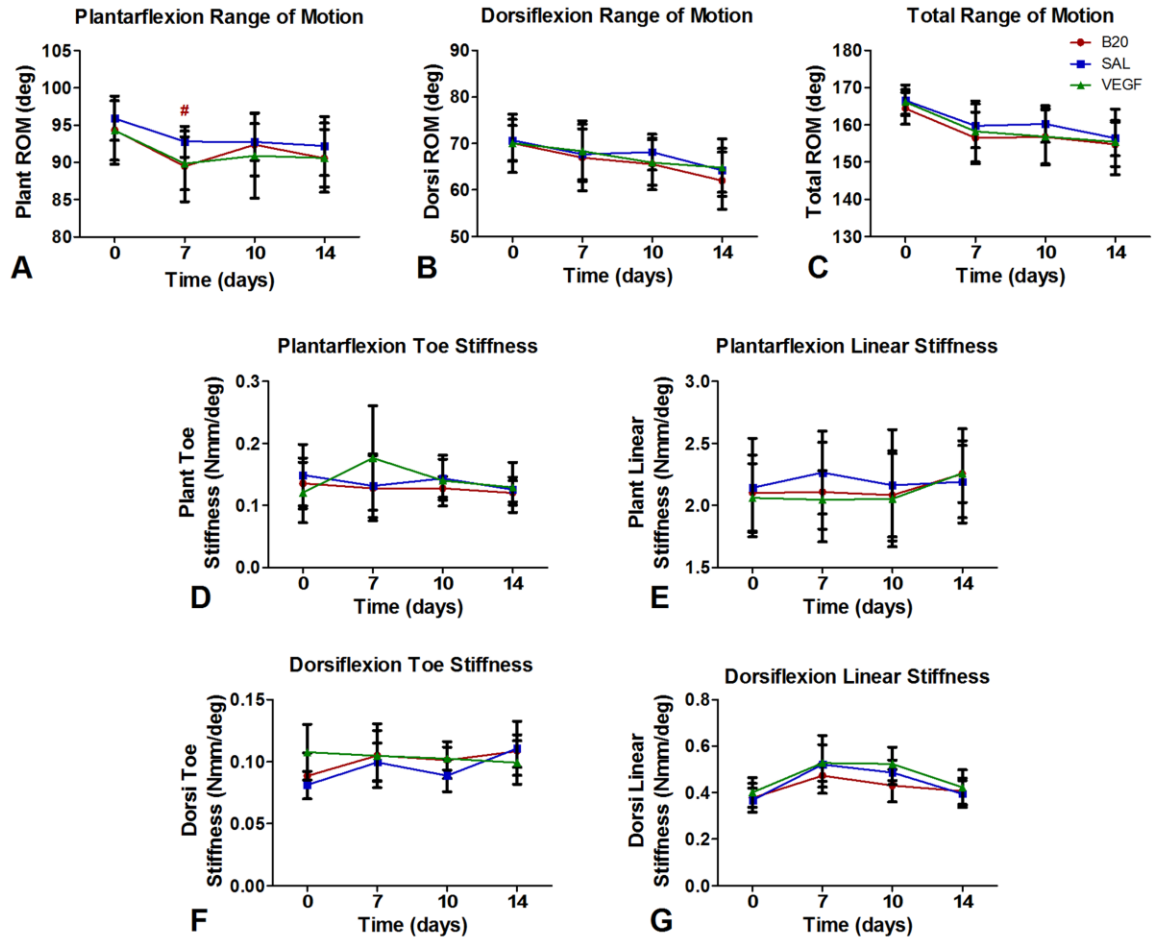 Plantarflexion Range of Motion
105
100
95
90
85
80
Plant ROM (deg)
#
0 7 10 14
Time (days)
A
Dorsiflexion Range of Motion
90
80
70
60
50
Dorsi ROM (deg)
0 7 10 14
Time (days)
B
Total Range of Motion
180
170
160
150
140
130
Total ROM (deg)
B20
SAL
VEGF
0 7 10 14
Time (days)
C
Plantarflexion Toe Stiffness
0.3
0.2
0.1
0.0
Plant Toe
Stiffness (Nmm/deg)
0 7 10 14
Time (days)
D
Plantarflexion Linear Stiffness
3.0
2.5
2.0
1.5
Plant Linear
Stiffness (Nmm/deg)
0 7 10 14
Time (days)
E
Dorsiflexion Toe Stiffness
0.15
0.10
0.05
0.00
Dorsi Toe
Stiffness (Nmm/deg)
0 7 10 14
Time (days)
F
Dorsiflexion Linear Stiffness
0.8
0.6
0.4
0.2
0.0
Dorsi Linear
Stiffness (Nmm/deg)
0 7 10 14
Time (days)
G